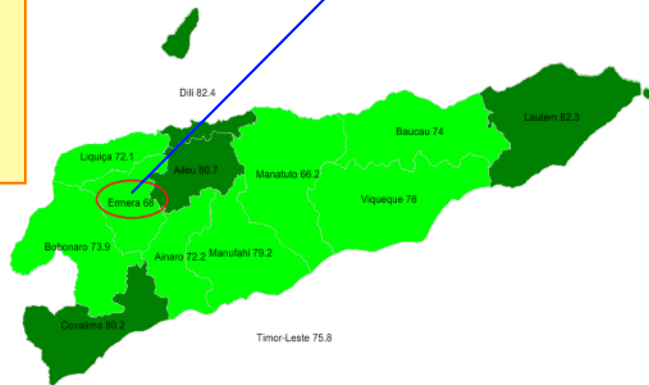 Dili 82.4
Lautem 82.3
Baucau 74
Liquiça 72.1
Aileu 80.7
Manatuto 66.2
Ermera 68
Viqueque 76
Bobonaro 73.9
Ainaro 72.2
Manufahi 79.2
Covalima 80.2
Timor-Leste 75.8